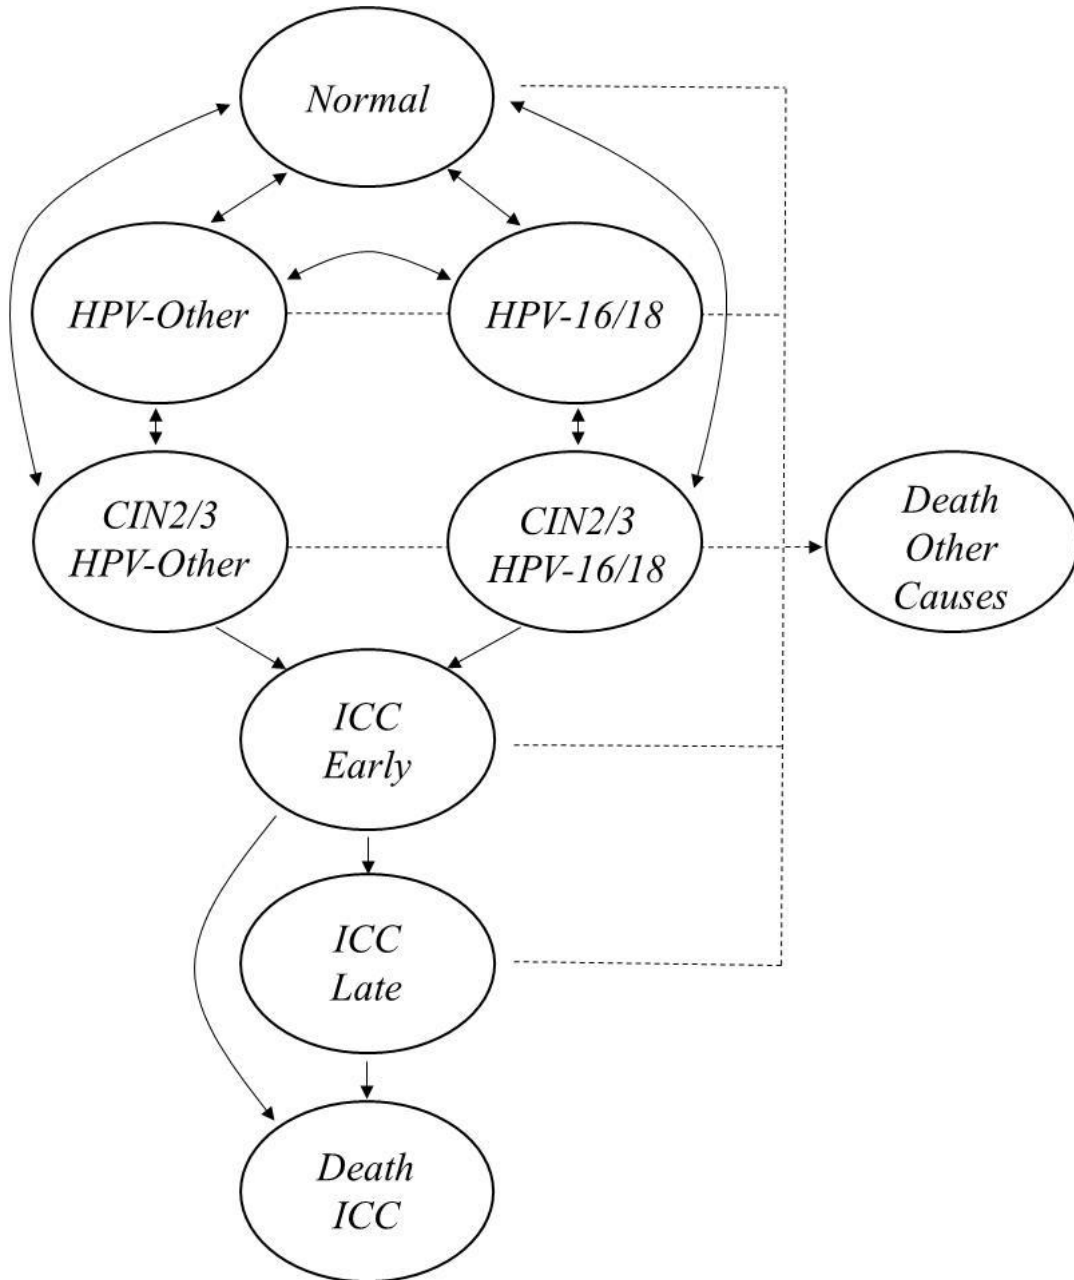 Normal
HPV-Other
HPV-16/18
CIN2/3
HPV-Other
CIN2/3
HPV-16/18
Death
Other
Causes
ICC
Early
ICC
Late
Death
ICC